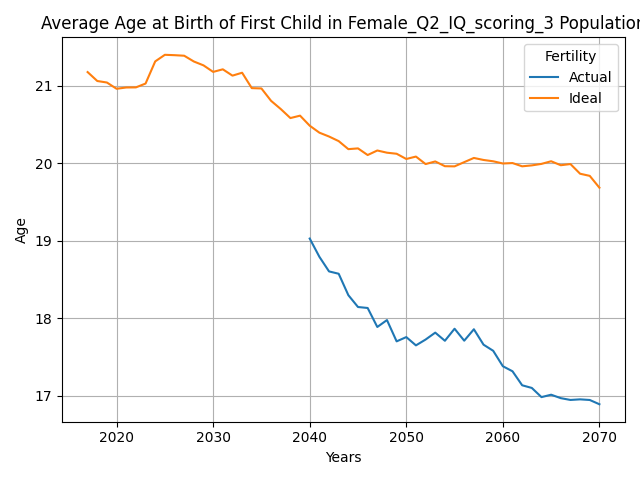 Average Age at Birth of First Child in Female_Q2_IQ_scoring_3 Population
Fertility
Actual
Ideal
21
20
19
18
17
Age
2020 2030 2040 2050 2060 2070
Years